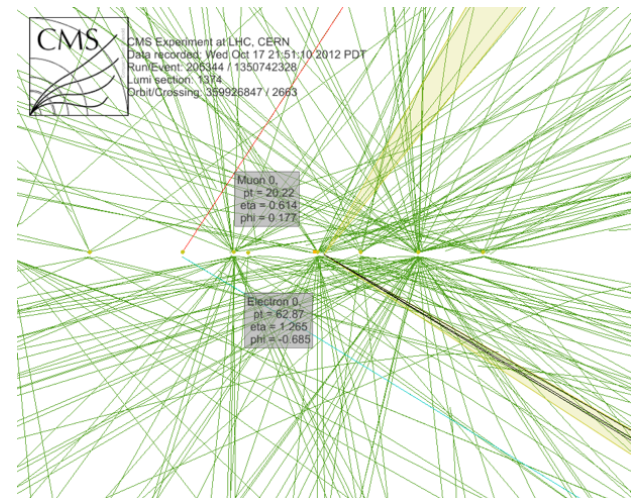 CMS
CMS Experiment at LHC, CERN
Data recorded: Wed Oct 17 21:51:10 2012 PDT
Run/Event: 205344 / 1350742328
Lumi section: 1374
Orbit/Crossing: 359926847 / 2663
Muon 0,
pt = 20.22
eta = 0.614
phi = 0.177
Electron 0,
pt = 62.87
eta = 1.265
phi = -0.685